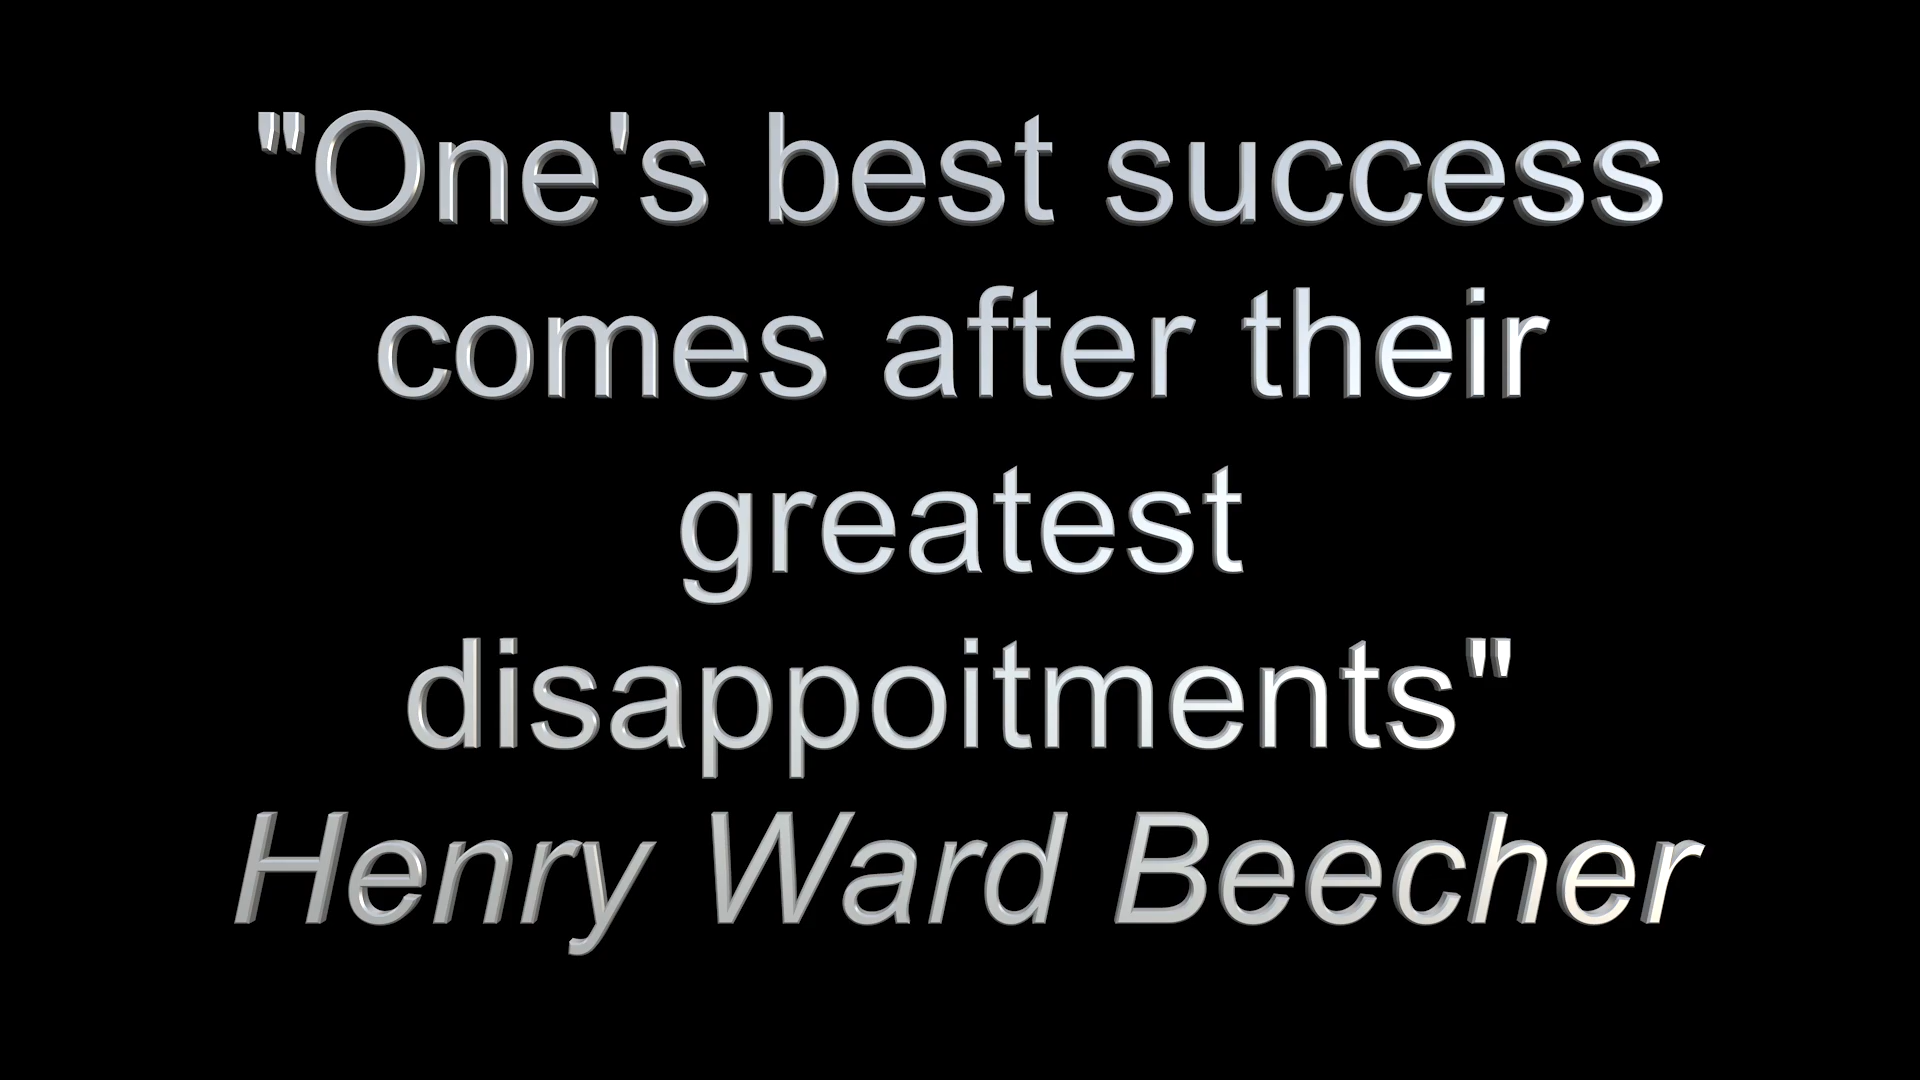 "One's best success
comes after their
greatest
disappoitments"
Henry Ward Beecher